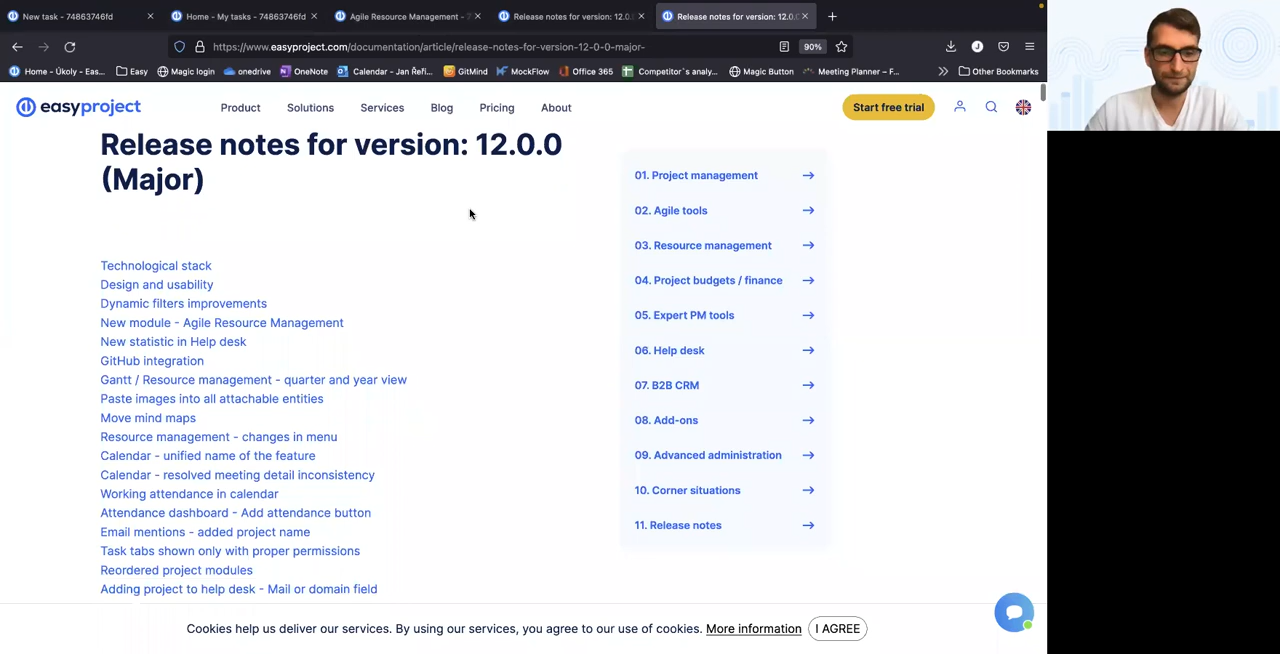 New task - 74863746fd
Home - My tasks - 74863746fd
Agile Resource Management -
Release notes for version: 12.0.
Release notes for version: 12.0.0
https://www.easyproject.com/documentation/article/release-notes-for-version-12-0-0-major-
90%
Home - Úkoly - Eas...
Easy
Magic login
onedrive
OneNote
Calendar - Jan Řefi...
GitMind
MockFlow
Office 365
Competitor´s analy...
Magic Button
Meeting Planner – F...
Other Bookmarks
easyproject
Product
Solutions
Services
Blog
Pricing
About
Start free trial
Release notes for version: 12.0.0
(Major)
Technological stack
Design and usability
Dynamic filters improvements
New module - Agile Resource Management
New statistic in Help desk
GitHub integration
Gantt / Resource management - quarter and year view
Paste images into all attachable entities
Move mind maps
Resource management - changes in menu
Calendar - unified name of the feature
Calendar - resolved meeting detail inconsistency
Working attendance in calendar
Attendance dashboard - Add attendance button
Email mentions - added project name
Task tabs shown only with proper permissions
Reordered project modules
Adding project to help desk - Mail or domain field
01. Project management
02. Agile tools
03. Resource management
04. Project budgets / finance
05. Expert PM tools
06. Help desk
07. B2B CRM
08. Add-ons
09. Advanced administration
10. Corner situations
11. Release notes
Cookies help us deliver our services. By using our services, you agree to our use of cookies. More information
I AGREE